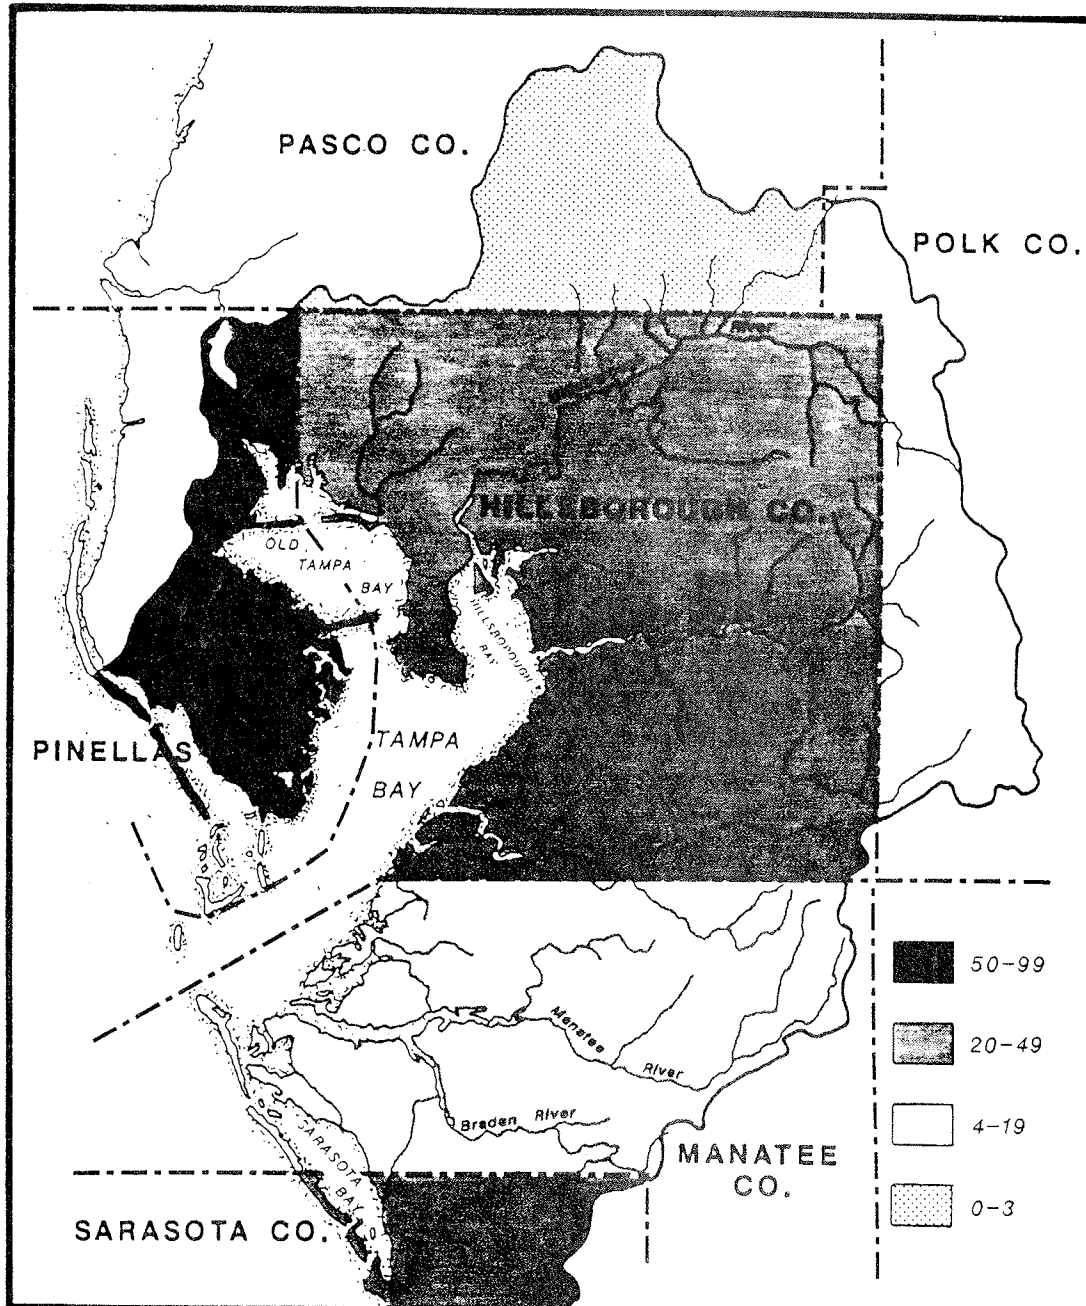 PASCO CO.
POLK CO.
River
HILLSBOROUGH CO.
OLD
TAMPA
BAY
HILLSBOROUGH
BAY
PINELLAS
TAMPA
BAY
50-99
20-49
4-19
0-3
Manatee
River
Braden River
SARASOTA
BAY
MANATEE
CO.
SARASOTA CO.